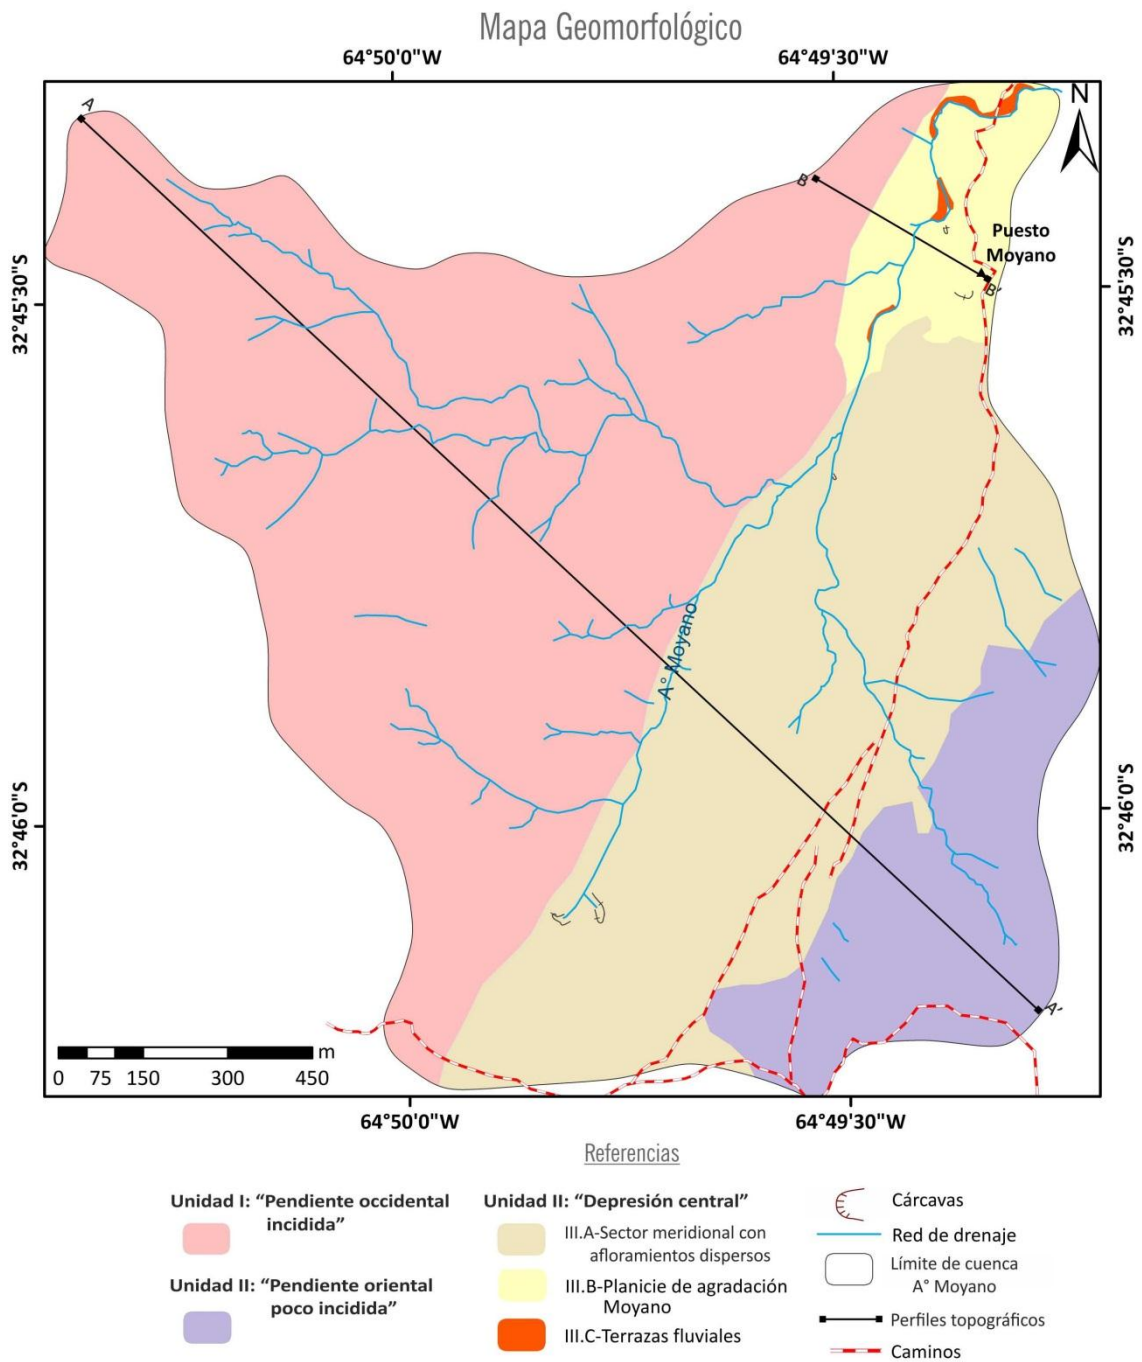 Mapa Geomorfológico
64°50'0"W
64°49'30"W
N
A
B
Puesto
Moyano
B'
32°45'30"S
32°45'30"S
A° Moyano
32°46'0"S
32°46'0"S
A'
m
0 75 150 300 450
64°50'0"W
64°49'30"W
Referencias
Unidad I: “Pendiente occidental
incidida”
Unidad II: “Pendiente oriental
poco incidida”
Unidad II: “Depresión central”
III.A-Sector meridional con
afloramientos dispersos
III.B-Planicie de agradación
Moyano
III.C-Terrazas fluviales
Cárcavas
Red de drenaje
Límite de cuenca
A° Moyano
Perfiles topográficos
Caminos